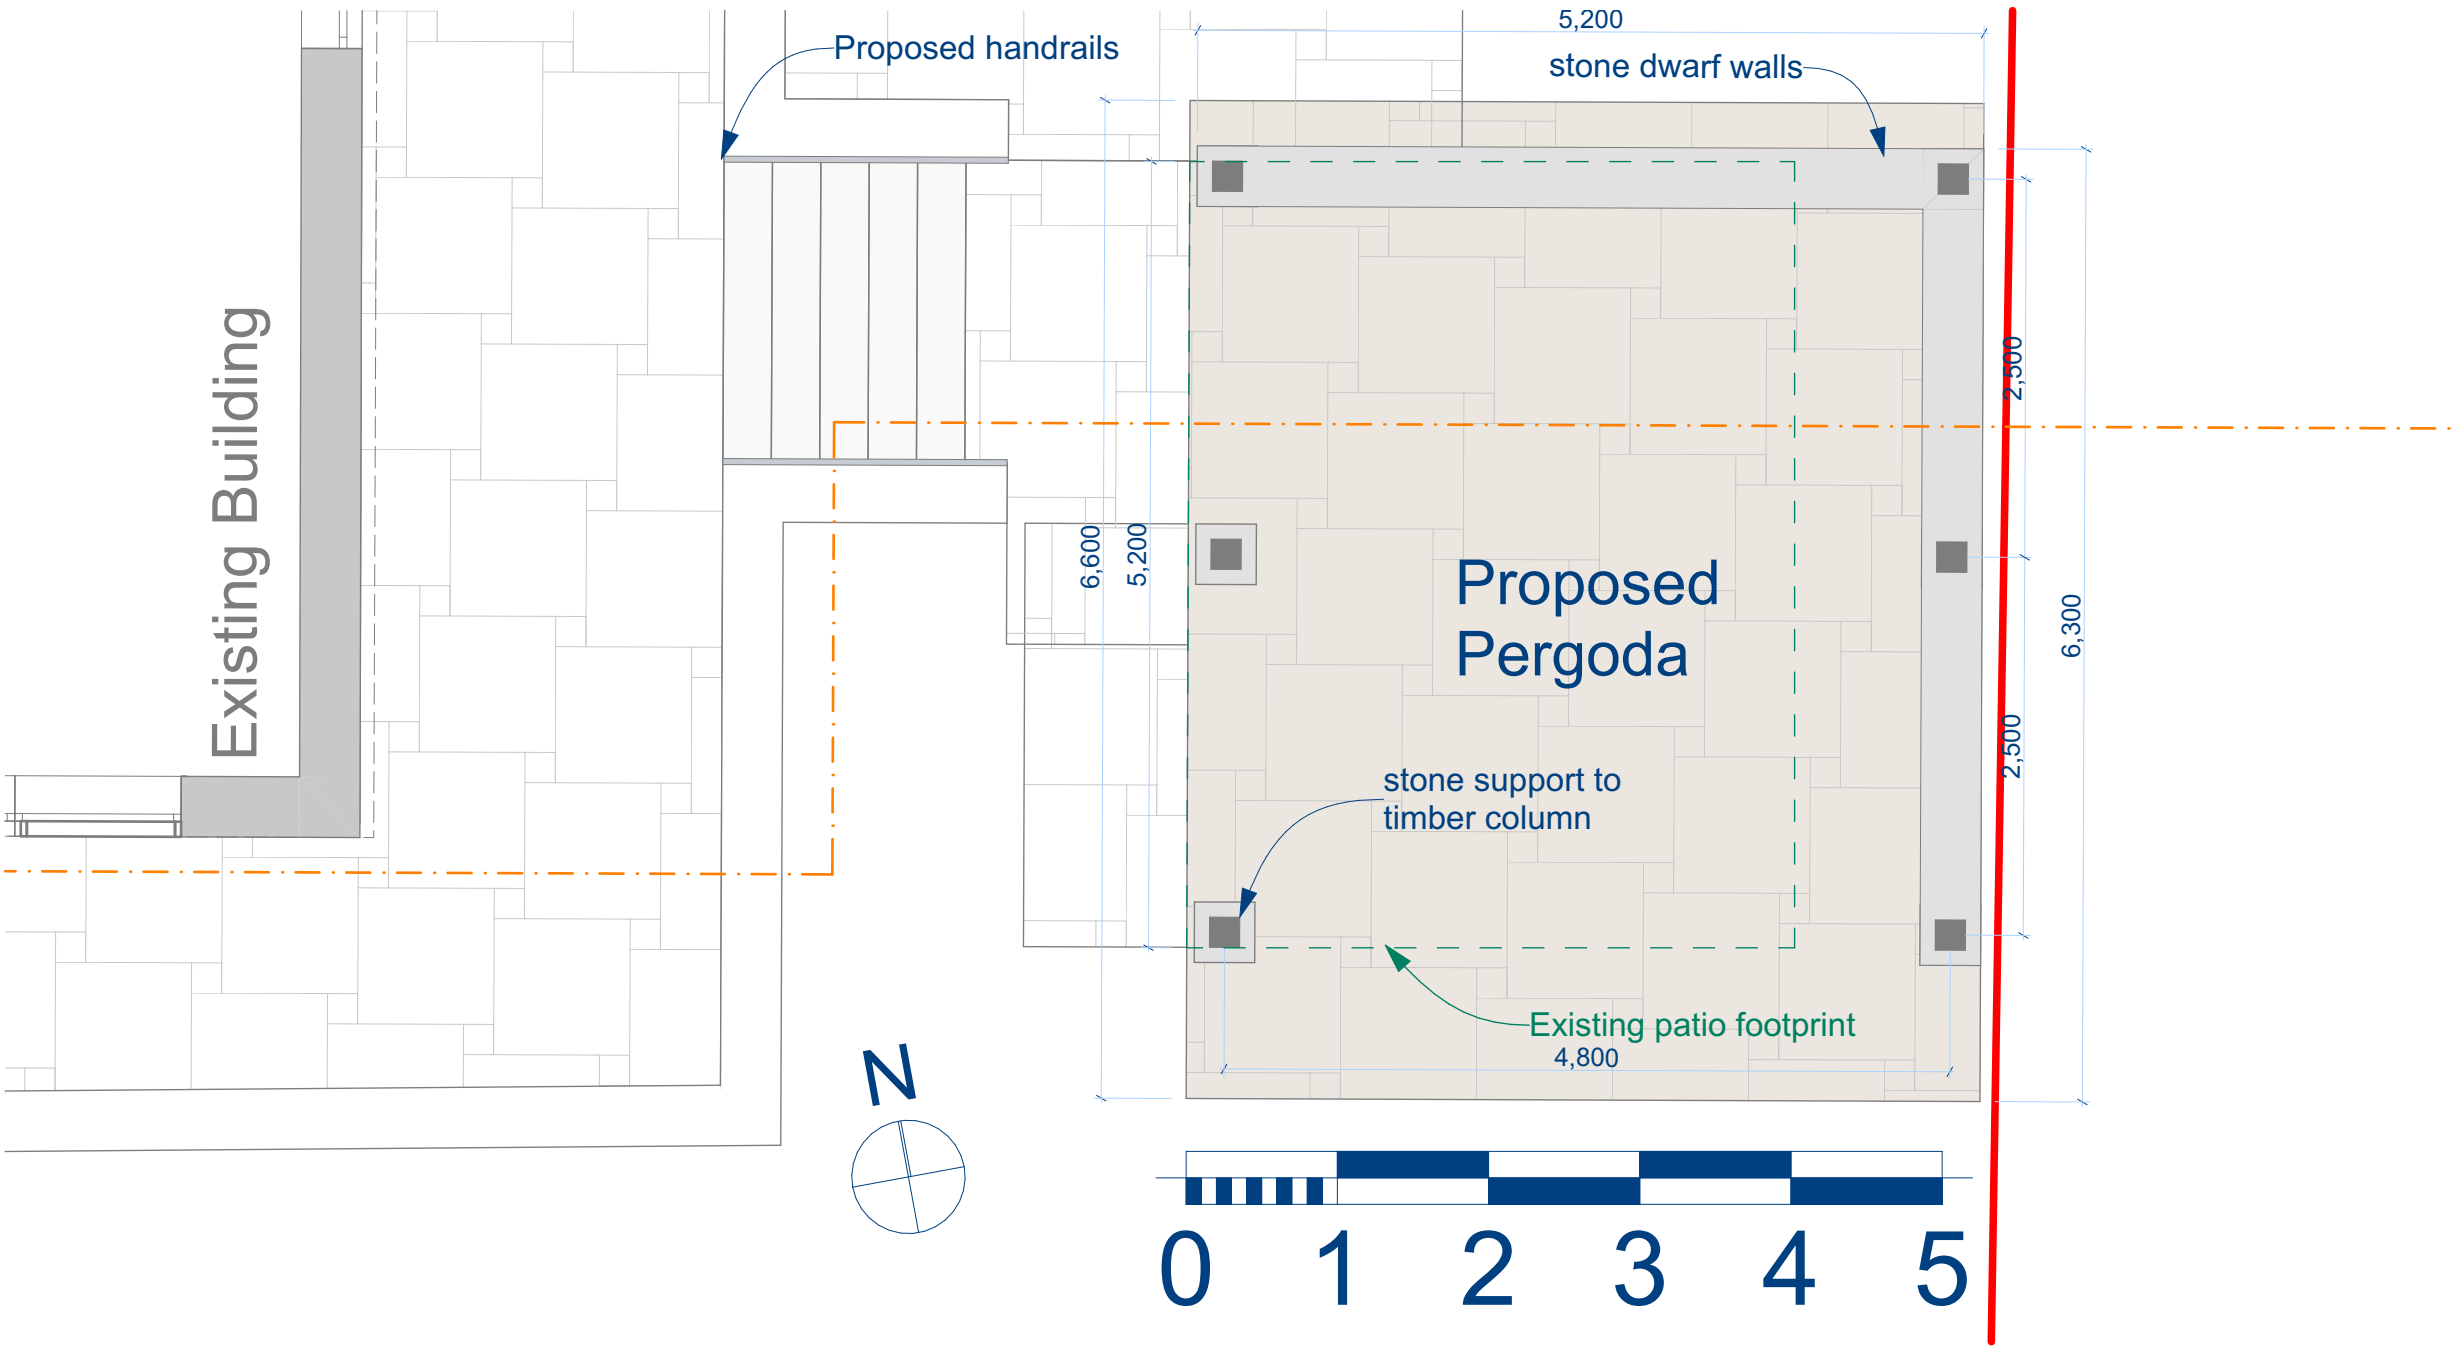 5,200
Proposed handrails
stone dwarf walls
Existing Building
2,500
6,600
5,200
Proposed
Pergoda
6,300
2,500
stone support to
timber column
Existing patio footprint
4,800
N
0 1 2 3 4 5